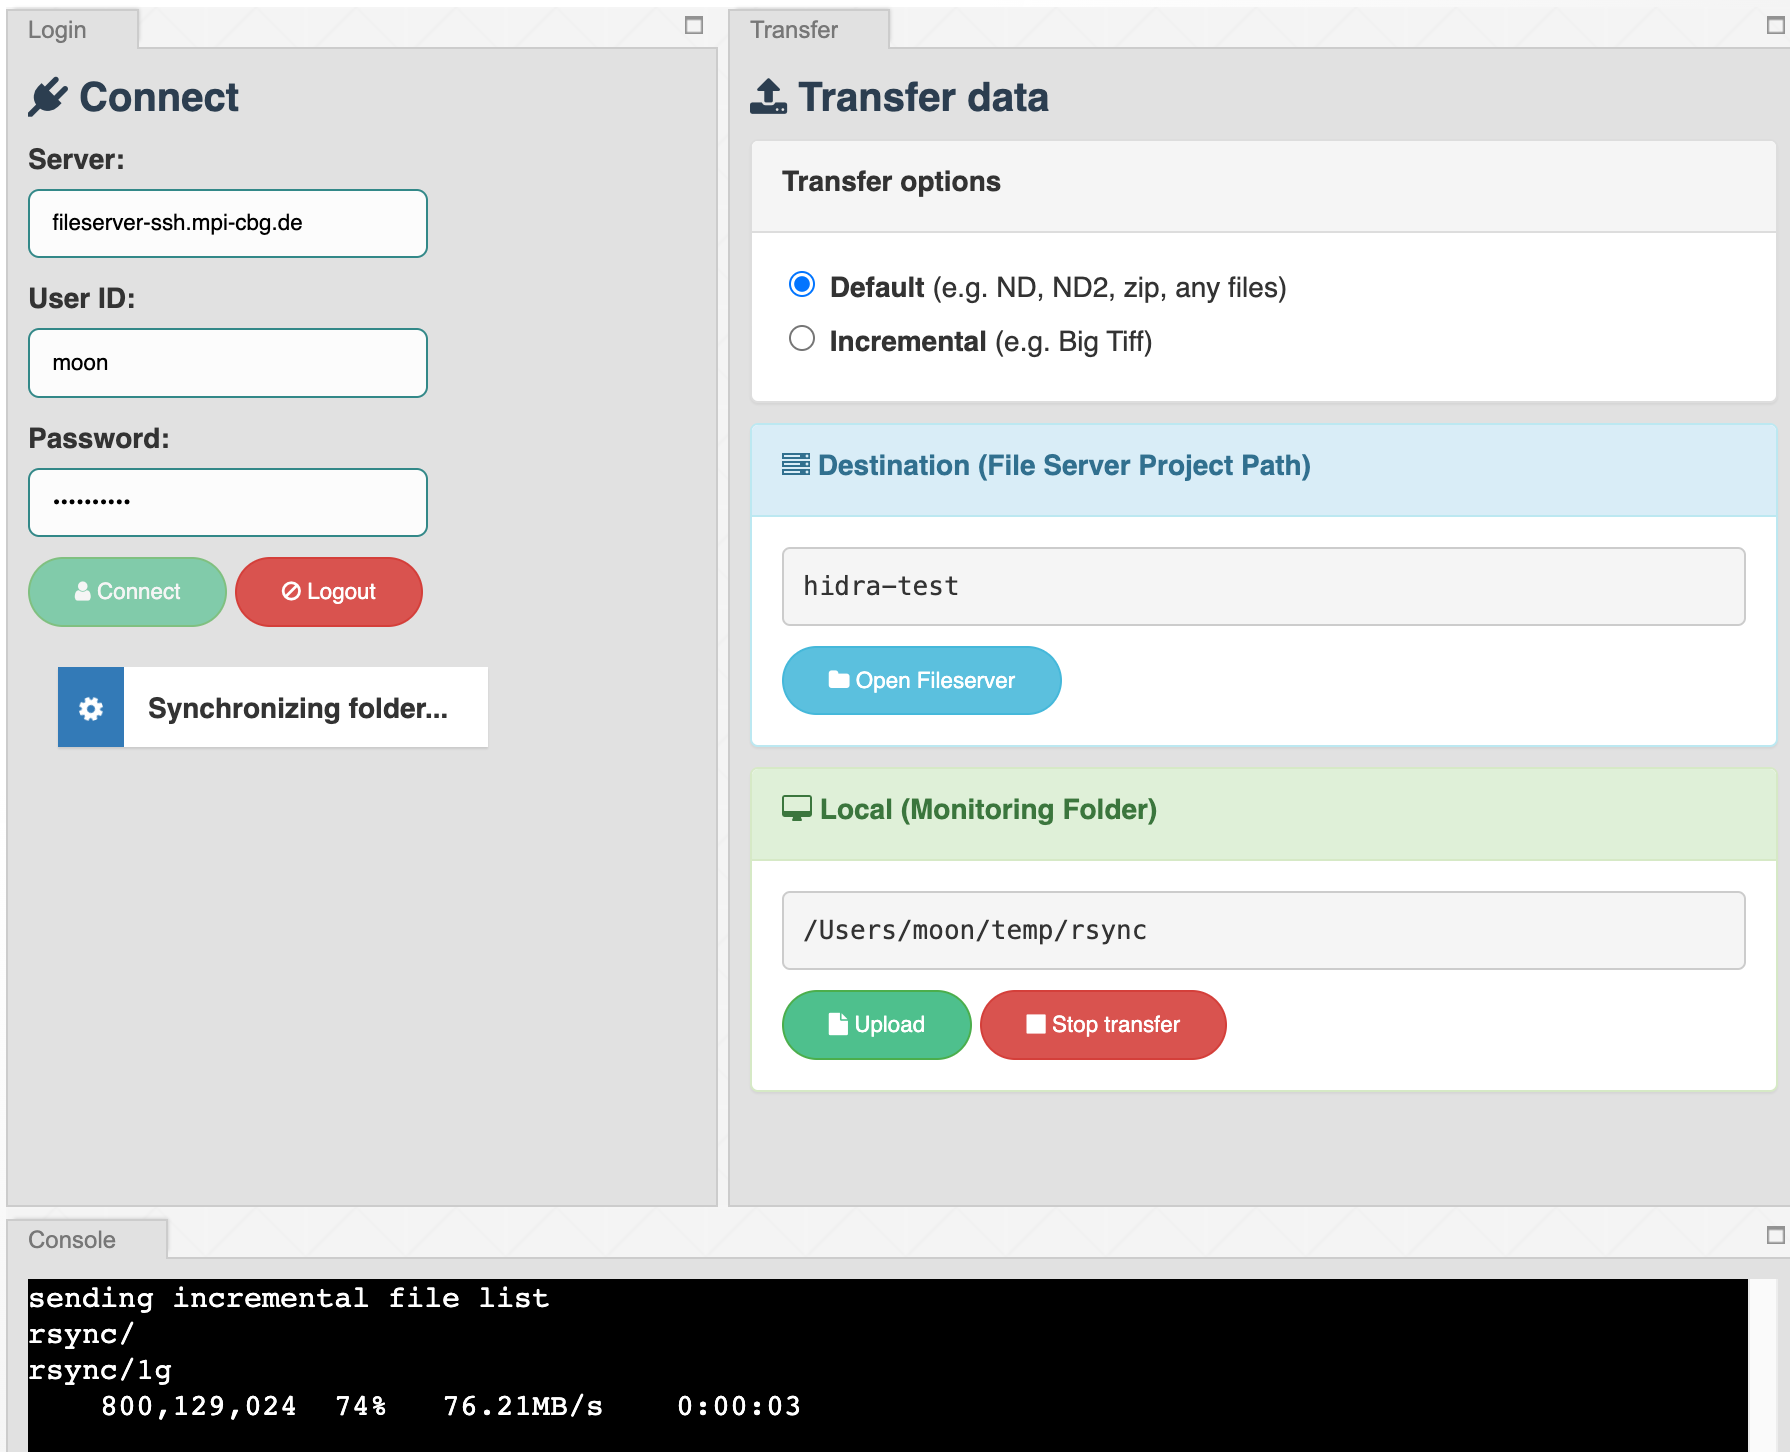 Login
Connect
Server:
fileserver-ssh.mpi-cbg.de
User ID:
moon
Password:
••••••••••
Connect
Logout
Synchronizing folder...
Transfer
Transfer data
Transfer options
Default (e.g. ND, ND2, zip, any files)
Incremental (e.g. Big Tiff)
Destination (File Server Project Path)
hidra-test
Open Fileserver
Local (Monitoring Folder)
/Users/moon/temp/rsync
Upload
Stop transfer
Console
sending incremental file list
rsync/
rsync/1g
800,129,024 74% 76.21MB/s 0:00:03